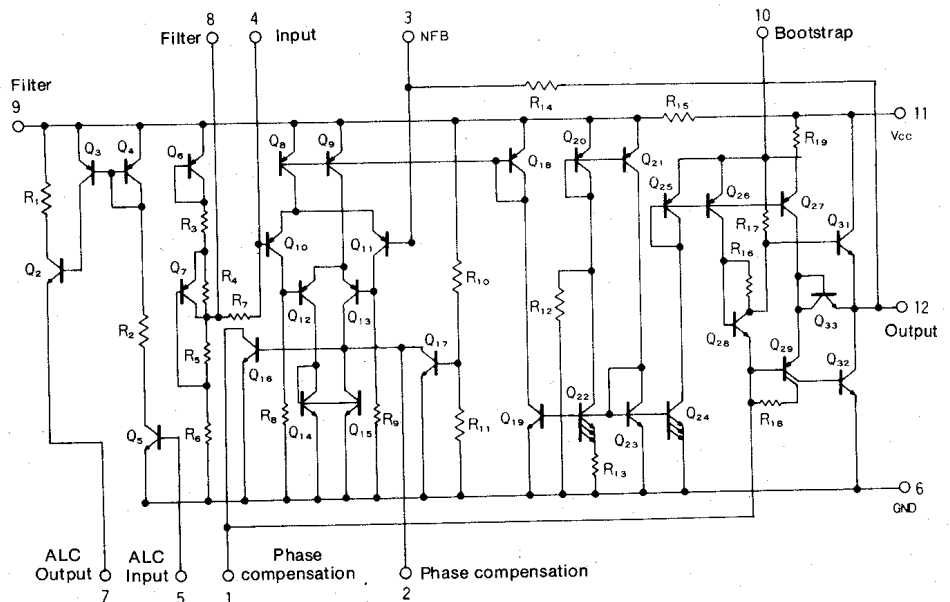 8
4
3
10
Filter
Input
NFB
Bootstrap
Filter
9
R14
R15
11
Vcc
Q3
Q4
Q6
Q8
Q9
Q18
Q20
Q21
R19
Q25
Q26
Q27
R1
R3
Q10
Q11
R17
Q31
Q2
Q7
R4
R10
R16
R7
Q12
Q13
R12
12
Output
Q33
R2
R5
Q16
Q17
Q28
Q29
Q32
Q5
R6
R8
Q14
Q15
R9
R11
Q19
Q22
Q23
Q24
R18
R13
6
GND
ALC
Output
7
ALC
Input
5
Phase
compensation
1
Phase compensation
2